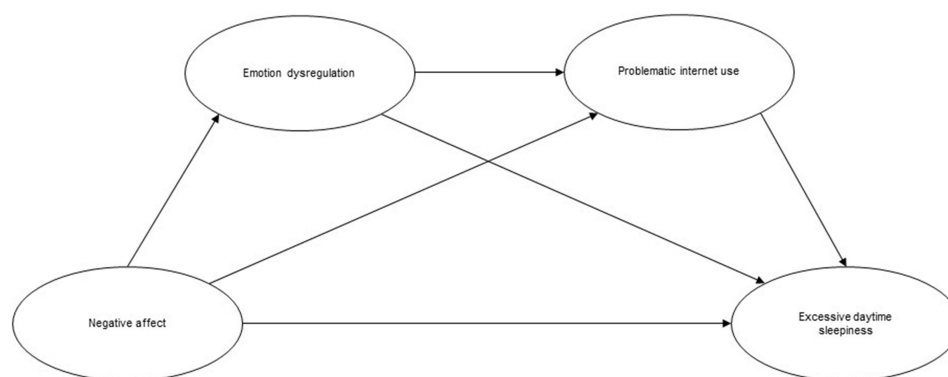 Emotion dysregulation
Problematic internet use
Negative affect
Excessive daytime
sleepiness